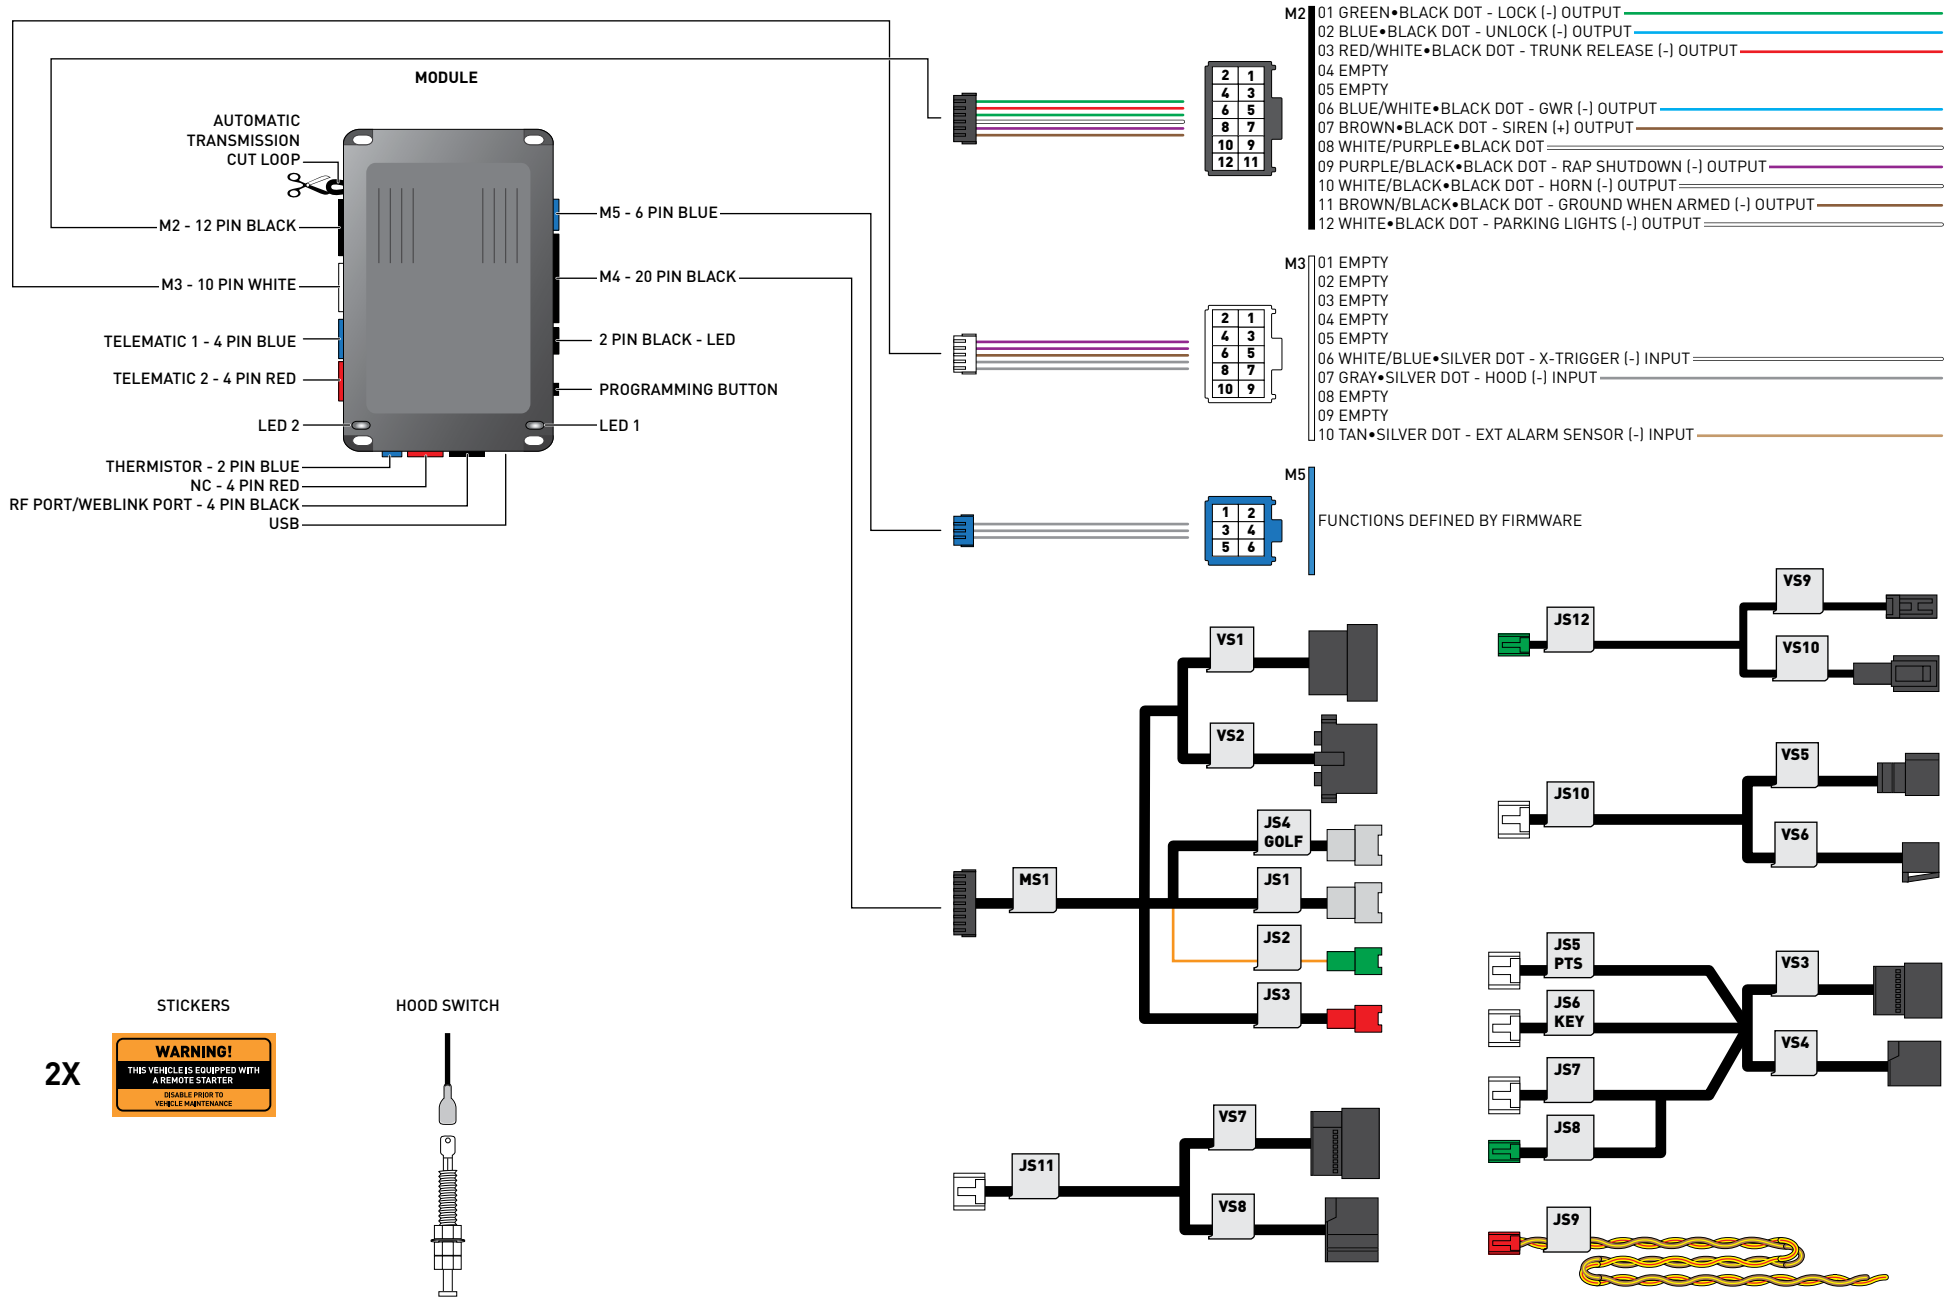 MODULE
AUTOMATIC
TRANSMISSION
CUT LOOP
M2 - 12 PIN BLACK
M3 - 10 PIN WHITE
TELEMATIC 1 - 4 PIN BLUE
TELEMATIC 2 - 4 PIN RED
LED 2
THERMISTOR - 2 PIN BLUE
NC - 4 PIN RED
RF PORT/WEBLINK PORT - 4 PIN BLACK
USB
M5 - 6 PIN BLUE
M4 - 20 PIN BLACK
2 PIN BLACK - LED
PROGRAMMING BUTTON
LED 1
2 1
4 3
6 5
8 7
10 9
12 11
M2
01 GREEN•BLACK DOT - LOCK (-) OUTPUT
02 BLUE•BLACK DOT - UNLOCK (-) OUTPUT
03 RED/WHITE•BLACK DOT - TRUNK RELEASE (-) OUTPUT
04 EMPTY
05 EMPTY
06 BLUE/WHITE•BLACK DOT - GWR (-) OUTPUT
07 BROWN•BLACK DOT - SIREN (+) OUTPUT
08 WHITE/PURPLE•BLACK DOT
09 PURPLE/BLACK•BLACK DOT - RAP SHUTDOWN (-) OUTPUT
10 WHITE/BLACK•BLACK DOT - HORN (-) OUTPUT
11 BROWN/BLACK•BLACK DOT - GROUND WHEN ARMED (-) OUTPUT
12 WHITE•BLACK DOT - PARKING LIGHTS (-) OUTPUT
2 1
4 3
6 5
8 7
10 9
M3
01 EMPTY
02 EMPTY
03 EMPTY
04 EMPTY
05 EMPTY
06 WHITE/BLUE•SILVER DOT - X-TRIGGER (-) INPUT
07 GRAY•SILVER DOT - HOOD (-) INPUT
08 EMPTY
09 EMPTY
10 TAN•SILVER DOT - EXT ALARM SENSOR (-) INPUT
1 2
3 4
5 6
M5
FUNCTIONS DEFINED BY FIRMWARE
VS1
VS2
JS4
GOLF
MS1
JS1
JS2
JS3
VS7
JS11
VS8
VS9
JS12
VS10
VS5
JS10
VS6
JS5
PTS
VS3
JS6
KEY
VS4
JS7
JS8
JS9
STICKERS
2X
WARNING!
THIS VEHICLE IS EQUIPPED WITH
A REMOTE STARTER
DISABLE PRIOR TO
VEHICLE MAINTENANCE
HOOD SWITCH